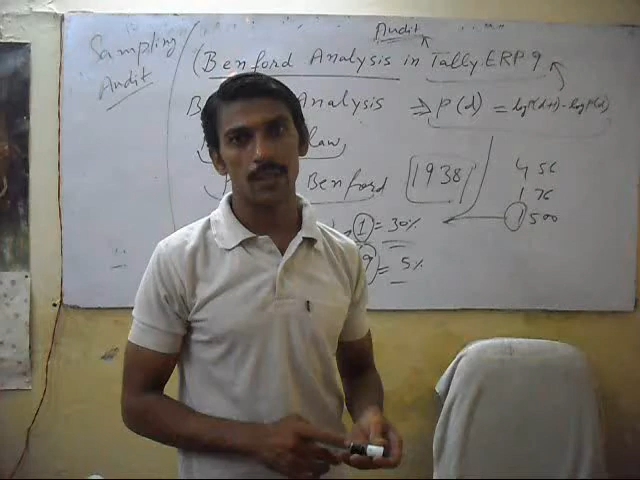 Sampling
Audit
Audit
(Benford Analysis in Tally.ERP 9
Analysis ⇒ P(d) = log(d+1) - log(d)
law
Benford 1938
456
176
1500
1 = 30%
9 = 5%